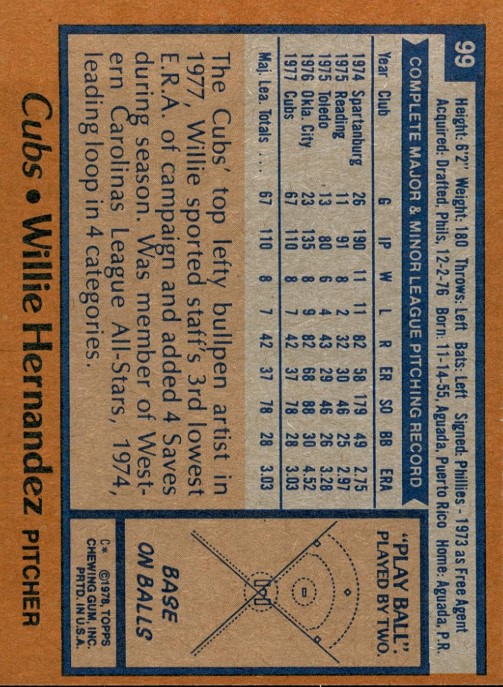 99
Height: 6'2" Weight: 180 Throws: Left Bats: Left Signed: Phillies - 1973 as Free Agent
Acquired: Drafted, Phils, 12-2-76 Born: 11-14-55, Aguada, Puerto Rico Home: Aguada, P.R.
COMPLETE MAJOR & MINOR LEAGUE PITCHING RECORD
Year Club G IP W L R ER SO BB ERA
1974 Spartanburg 26 190 11 11 82 58 179 49 2.75
1975 Reading 11 91 8 2 32 30 46 25 2.97
1975 Toledo 13 80 6 4 43 29 46 26 3.28
1976 Okla. City 23 135 8 9 82 68 88 30 4.52
1977 Cubs 67 110 8 7 42 37 78 28 3.03
Maj. Lea. Totals .... 67 110 8 7 42 37 78 28 3.03
The Cubs' top lefty bullpen artist in
1977, Willie sported staff's 3rd lowest
E.R.A. of campaign and added 4 Saves
during season. Was member of West-
ern Carolinas League All-Stars, 1974,
leading loop in 4 categories.
"PLAY BALL"
PLAYED BY TWO.
BASE
ON BALLS
C* ©1978, TOPPS
CHEWING GUM, INC.
PRTD. IN U.S.A.
Cubs • Willie Hernandez PITCHER